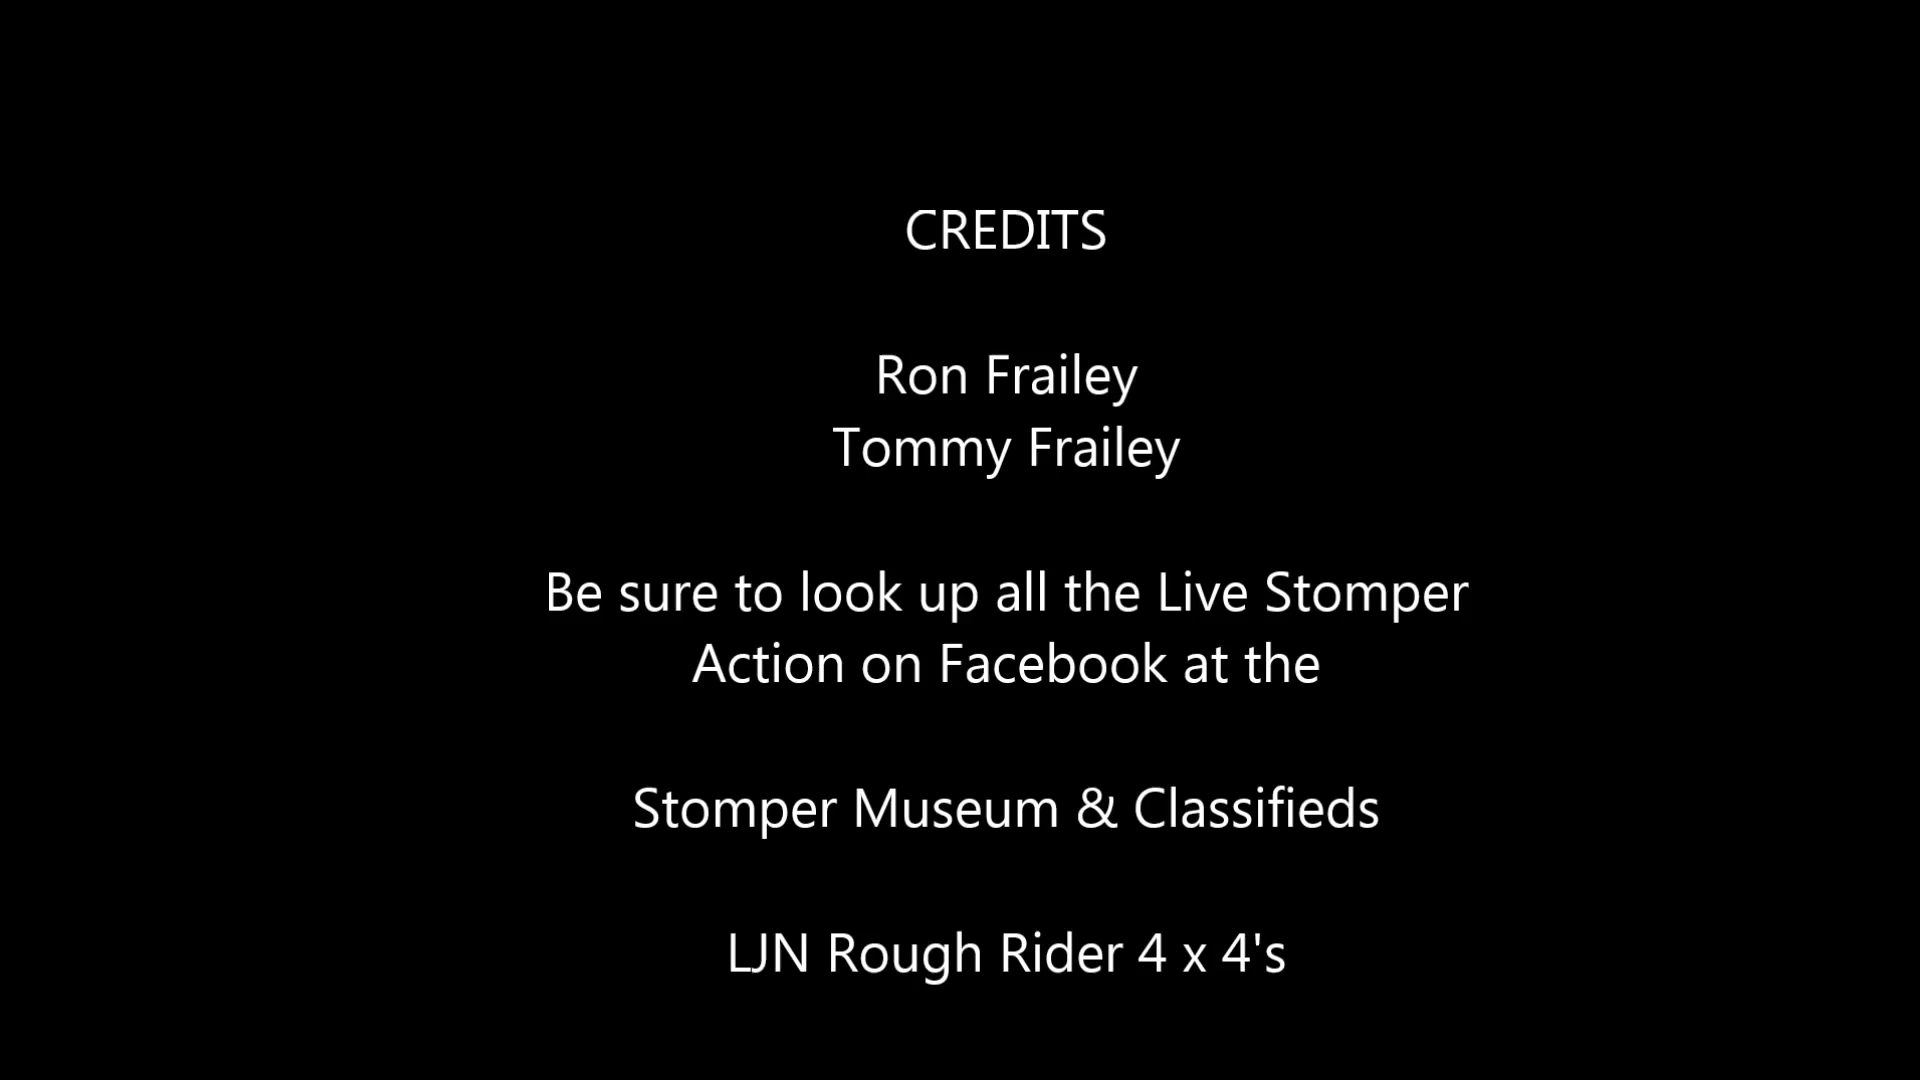 CREDITS
Ron Frailey
Tommy Frailey
Be sure to look up all the Live Stomper
Action on Facebook at the
Stomper Museum & Classifieds
LJN Rough Rider 4 x 4's